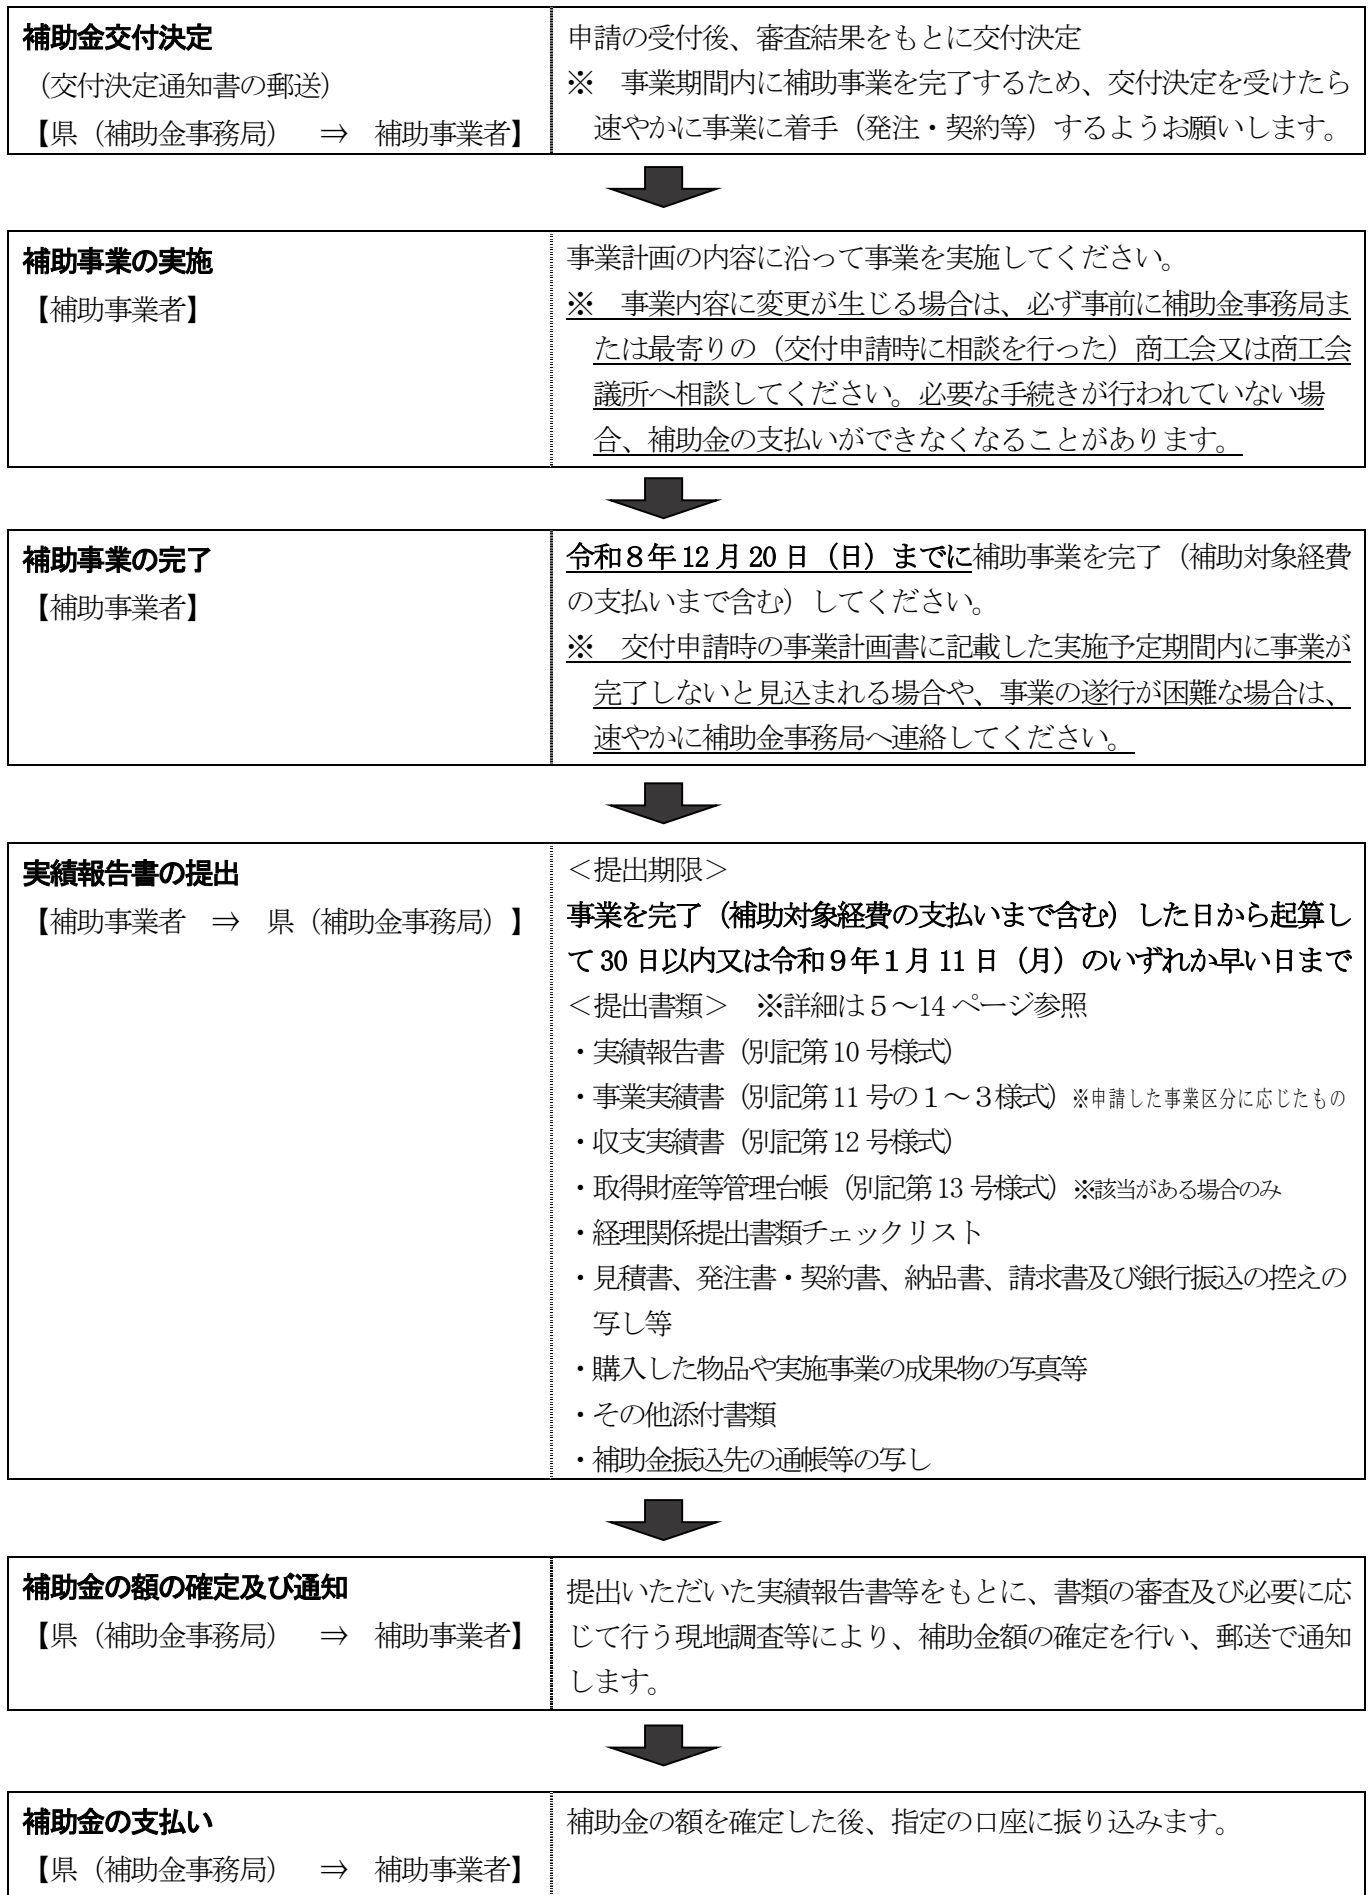 補助金交付決定
（交付決定通知書の郵送）
【県（補助金事務局）　⇒　補助事業者】
申請の受付後、審査結果をもとに交付決定
※　事業期間内に補助事業を完了するため、交付決定を受けたら
速やかに事業に着手（発注・契約等）するようお願いします。
補助事業の実施
【補助事業者】
事業計画の内容に沿って事業を実施してください。
※　事業内容に変更が生じる場合は、必ず事前に補助金事務局ま
たは最寄りの（交付申請時に相談を行った）商工会又は商工会
議所へ相談してください。必要な手続きが行われていない場
合、補助金の支払いができなくなることがあります。
補助事業の完了
【補助事業者】
令和８年 12 月 20 日（日）までに補助事業を完了（補助対象経費
の支払いまで含む）してください。
※　交付申請時の事業計画書に記載した実施予定期間内に事業が
完了しないと見込まれる場合や、事業の遂行が困難な場合は、
速やかに補助金事務局へ連絡してください。
実績報告書の提出
【補助事業者　⇒　県（補助金事務局）】
＜提出期限＞
事業を完了（補助対象経費の支払いまで含む）した日から起算し
て 30 日以内又は令和９年１月 11 日（月）のいずれか早い日まで
＜提出書類＞　※詳細は５～14 ページ参照
・実績報告書（別記第 10 号様式）
・事業実績書（別記第 11 号の１～３様式）※申請した事業区分に応じたもの
・収支実績書（別記第 12 号様式）
・取得財産等管理台帳（別記第 13 号様式）※該当がある場合のみ
・経理関係提出書類チェックリスト
・見積書、発注書・契約書、納品書、請求書及び銀行振込の控えの
写し等
・購入した物品や実施事業の成果物の写真等
・その他添付書類
・補助金振込先の通帳等の写し
補助金の額の確定及び通知
【県（補助金事務局）　⇒　補助事業者】
提出いただいた実績報告書等をもとに、書類の審査及び必要に応
じて行う現地調査等により、補助金額の確定を行い、郵送で通知
します。
補助金の支払い
【県（補助金事務局）　⇒　補助事業者】
補助金の額を確定した後、指定の口座に振り込みます。